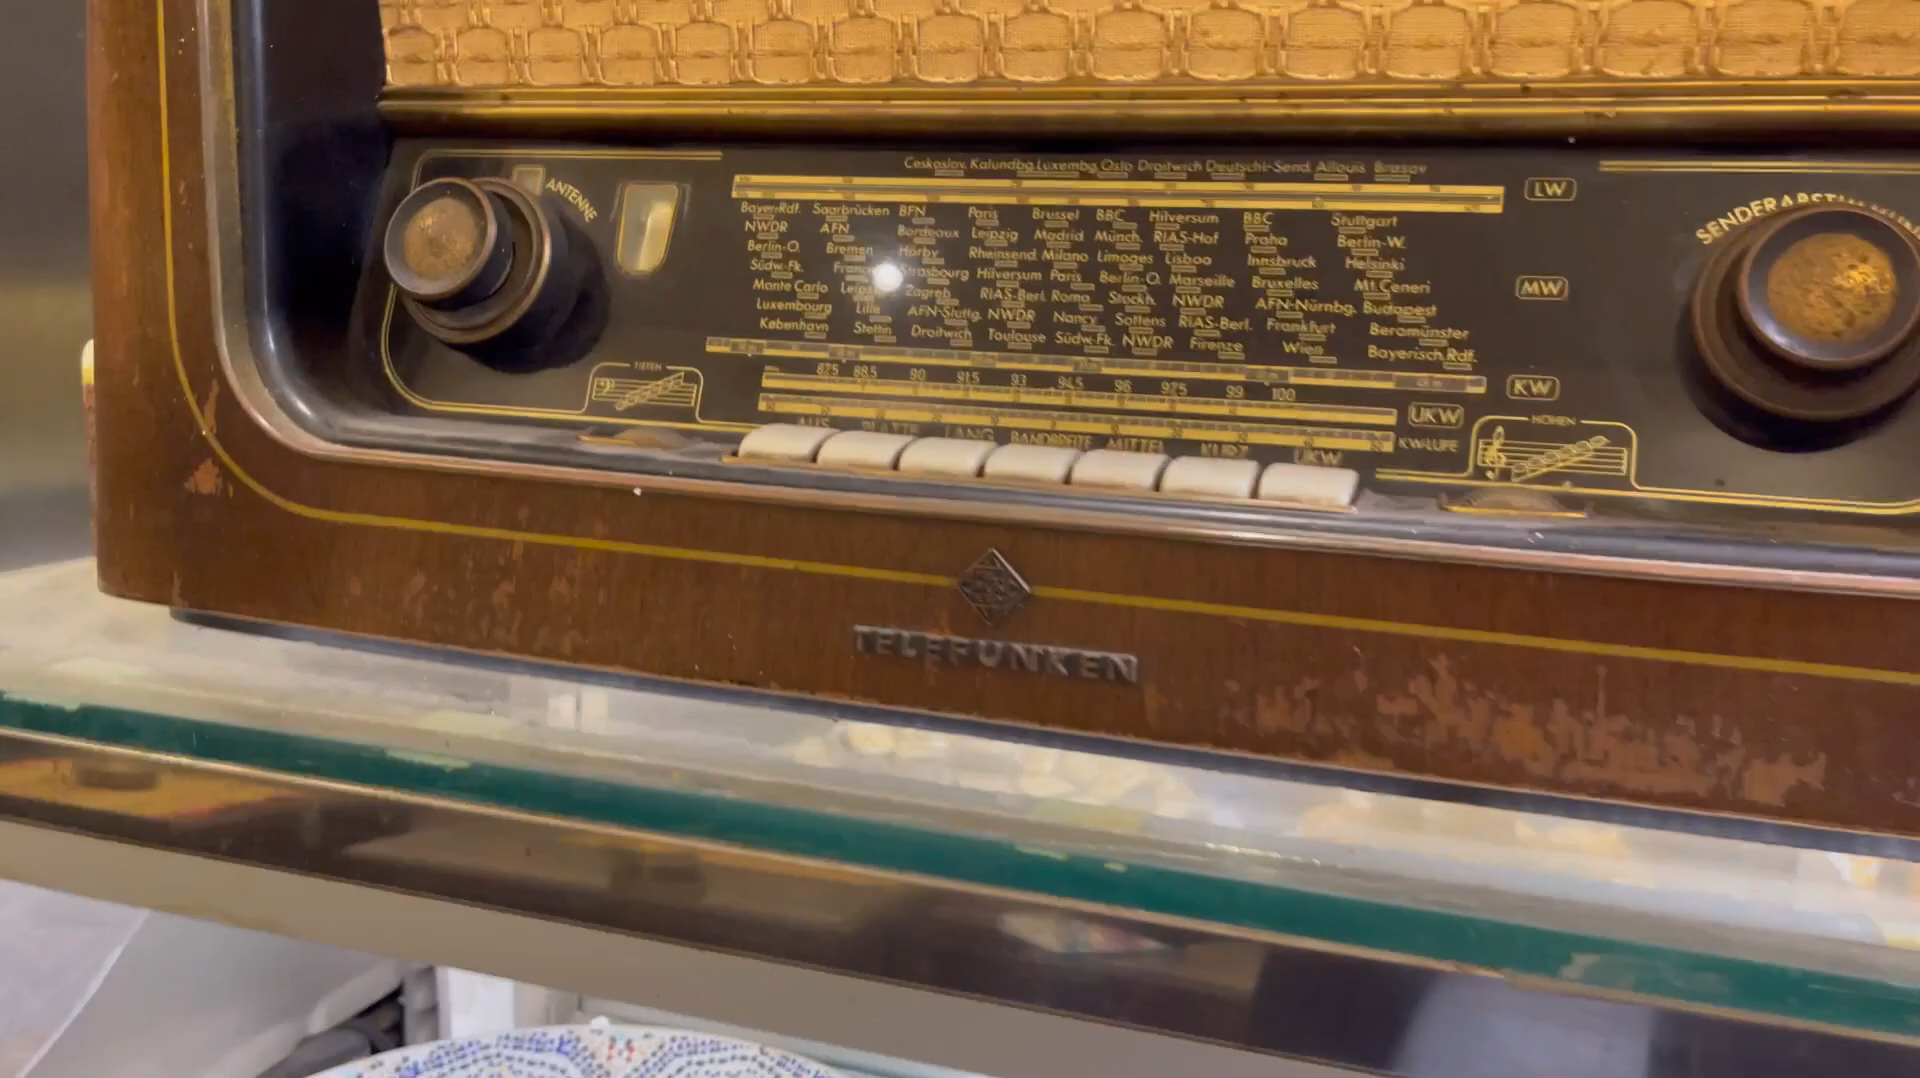 Ceskoslov. Kalundbg. Luxembg. Oslo Droitwich Deutschl.-Send. Allouis Brasov
LW
ANTENNE
SENDERABST
Bayer.Rdf. Saarbrücken BFN Paris Brüssel BBC Hilversum BBC Stuttgart
NWDR AFN Bordeaux Leipzig Madrid Münch. RIAS-Hof Praha Berlin-W.
Berlin-O. Bremen Hörby Rheinsend. Milano Limoges Lisboa Innsbruck Helsinki
Südw-Fk. Strasbourg Hilversum Paris Berlin-O. Marseille Bruxelles Mt.Ceneri
MW
Monte Carlo Zagreb RIAS-Berl. Roma Stockh. NWDR AFN-Nürnbg. Budapest
Luxembourg Lille AFN-Stuttg. NWDR Nancy Sottens RIAS-Berl. Frankfurt Beromünster
København Stettin Droitwich Toulouse Südw.-Fk. NWDR Firenze Wien Bayerisch.Rdf.
TIEFEN
87,5 88,5 90 91,5 93 94,5 96 97,5 99 100
KW
UKW
KW-LUPE
HÖHEN
AUS PLATTE LANG BANDBREITE MITTEL KURZ UKW
TELEFUNKEN